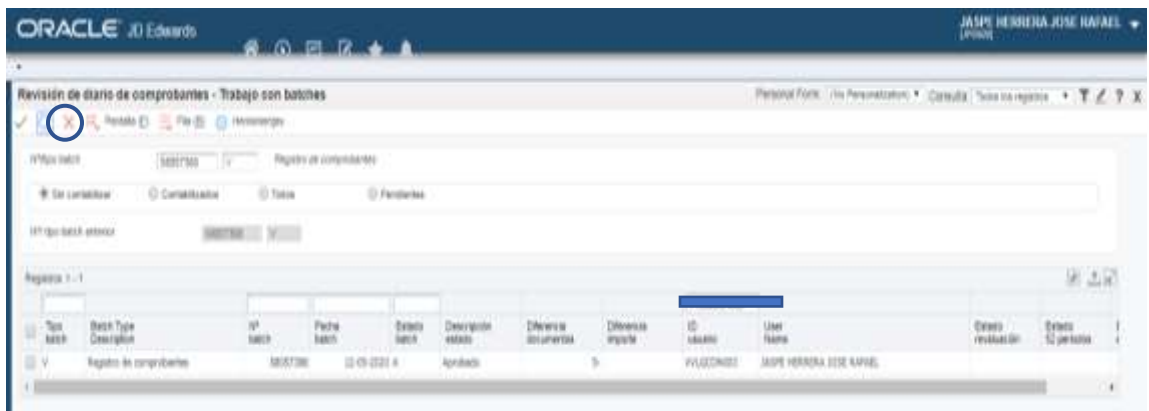 ORACLE JD Edwards
JASPE HERRERA JOSE RAFAEL
Revisión de diario de comprobantes - Trabajo con batches
Personal Form: (No Personalization) Consulta: Todos los registros
Pantalla Fila Herramientas
Nº/tipo batch V Registro de comprobantes
Sin contabilizar Contabilizados Todos Pendientes
Nº/ tipo batch anterior V
Registros 1 - 1
Tipo batch Batch Type Description Nº batch Fecha batch Estado batch Descripción estado Diferencia documentos Diferencia importe ID usuario User Name Estado revaluación Estado 52 periodos
V Registro de comprobantes A Aprobado JASPE HERRERA JOSE RAFAEL